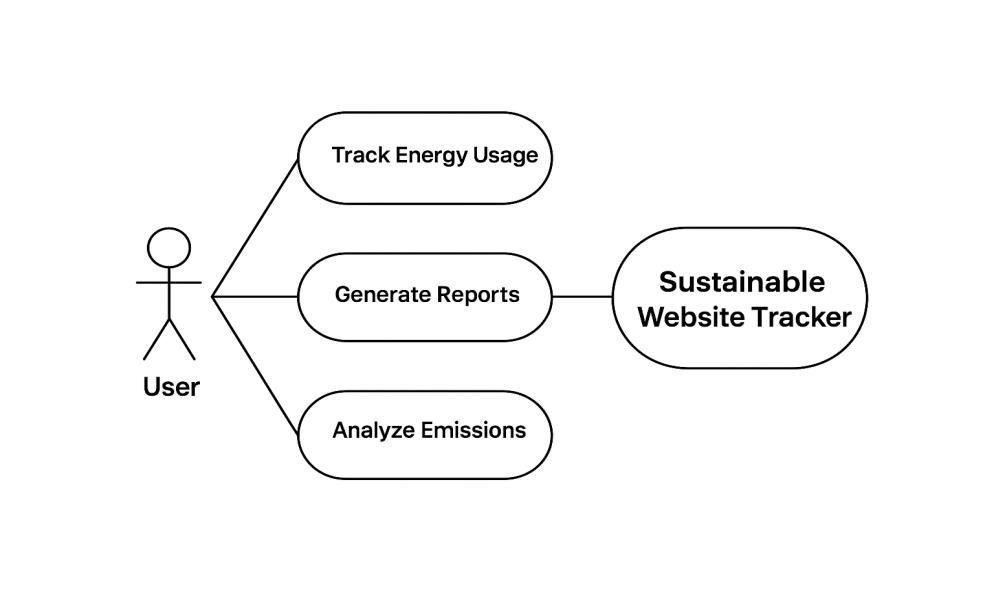 Track Energy Usage
Generate Reports
Sustainable
Website Tracker
User
Analyze Emissions